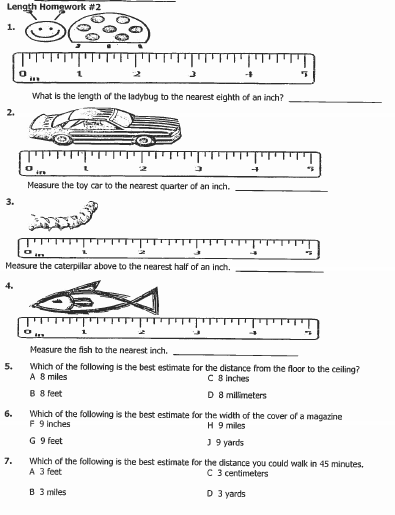 Length Homework #2
1.
0 in 1 2 3 4 5
What is the length of the ladybug to the nearest eighth of an inch?
2.
0 in 1 2 3 4 5
Measure the toy car to the nearest quarter of an inch.
3.
0 in 1 2 3 4 5
Measure the caterpillar above to the nearest half of an inch.
4.
0 in 1 2 3 4 5
Measure the fish to the nearest inch.
5. Which of the following is the best estimate for the distance from the floor to the ceiling?
A 8 miles C 8 inches
B 8 feet D 8 millimeters
6. Which of the following is the best estimate for the width of the cover of a magazine
F 9 inches H 9 miles
G 9 feet J 9 yards
7. Which of the following is the best estimate for the distance you could walk in 45 minutes.
A 3 feet C 3 centimeters
B 3 miles D 3 yards